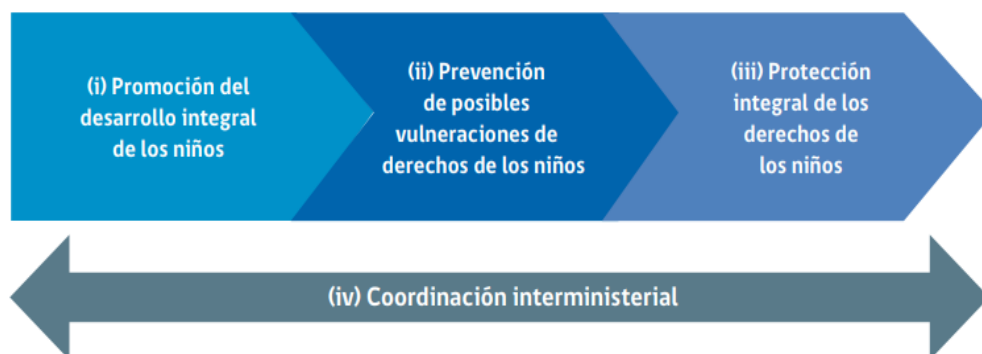 (i) Promoción del
desarrollo integral
de los niños
(ii) Prevención
de posibles
vulneraciones de
derechos de los niños
(iii) Protección
integral de los
derechos de
los niños
(iv) Coordinación interministerial